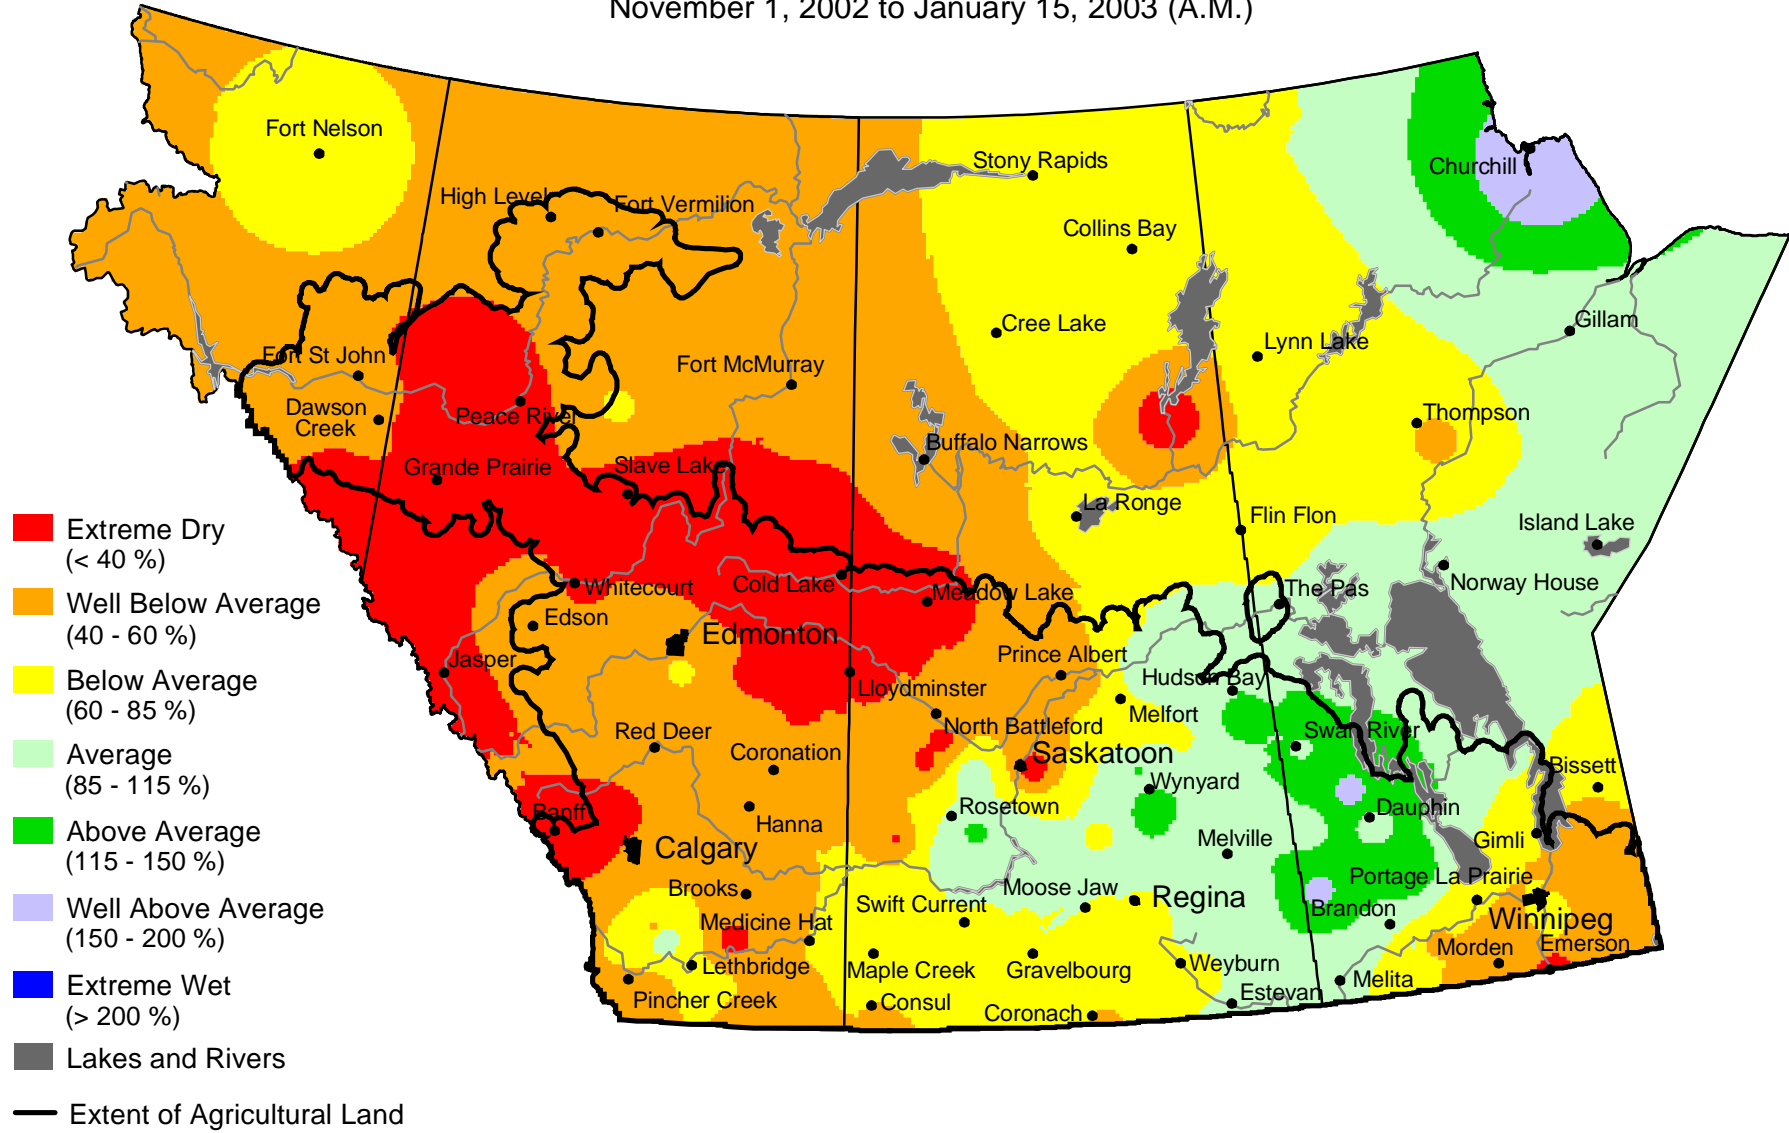 November 1, 2002 to January 15, 2003 (A.M.)
Fort Nelson
Stony Rapids
Churchill
High Level
Fort Vermilion
Collins Bay
Cree Lake
Gillam
Lynn Lake
Fort St John
Fort McMurray
Dawson
Creek
Peace River
Thompson
Buffalo Narrows
Grande Prairie
Slave Lake
La Ronge
Flin Flon
Island Lake
Extreme Dry
(< 40 %)
Whitecourt
Cold Lake
Meadow Lake
The Pas
Norway House
Well Below Average
(40 - 60 %)
Edson
Edmonton
Jasper
Prince Albert
Hudson Bay
Below Average
(60 - 85 %)
Lloydminster
Melfort
North Battleford
Red Deer
Swan River
Coronation
Saskatoon
Bissett
Average
(85 - 115 %)
Wynyard
Banff
Hanna
Rosetown
Dauphin
Above Average
(115 - 150 %)
Calgary
Melville
Gimli
Brooks
Moose Jaw
Regina
Portage La Prairie
Well Above Average
(150 - 200 %)
Medicine Hat
Swift Current
Brandon
Winnipeg
Lethbridge
Maple Creek
Gravelbourg
Weyburn
Morden
Emerson
Extreme Wet
(> 200 %)
Pincher Creek
Consul
Coronach
Estevan
Melita
Lakes and Rivers
Extent of Agricultural Land